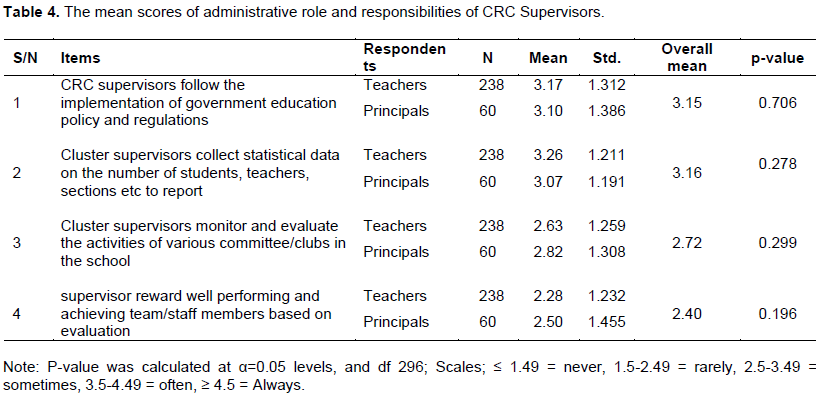 Table 4. The mean scores of administrative role and responsibilities of CRC Supervisors.
S/N Items Responden ts N Mean Std. Overall mean p-value
1 CRC supervisors follow the implementation of government education policy and regulations Teachers 238 3.17 1.312 3.15 0.706
Principals 60 3.10 1.386
2 Cluster supervisors collect statistical data on the number of students, teachers, sections etc to report Teachers 238 3.26 1.211 3.16 0.278
Principals 60 3.07 1.191
3 Cluster supervisors monitor and evaluate the activities of various committee/clubs in the school Teachers 238 2.63 1.259 2.72 0.299
Principals 60 2.82 1.308
4 supervisor reward well performing and achieving team/staff members based on evaluation Teachers 238 2.28 1.232 2.40 0.196
Principals 60 2.50 1.455
Note: P-value was calculated at α=0.05 levels, and df 296; Scales; ≤ 1.49 = never, 1.5-2.49 = rarely, 2.5-3.49 =
sometimes, 3.5-4.49 = often, ≥ 4.5 = Always.